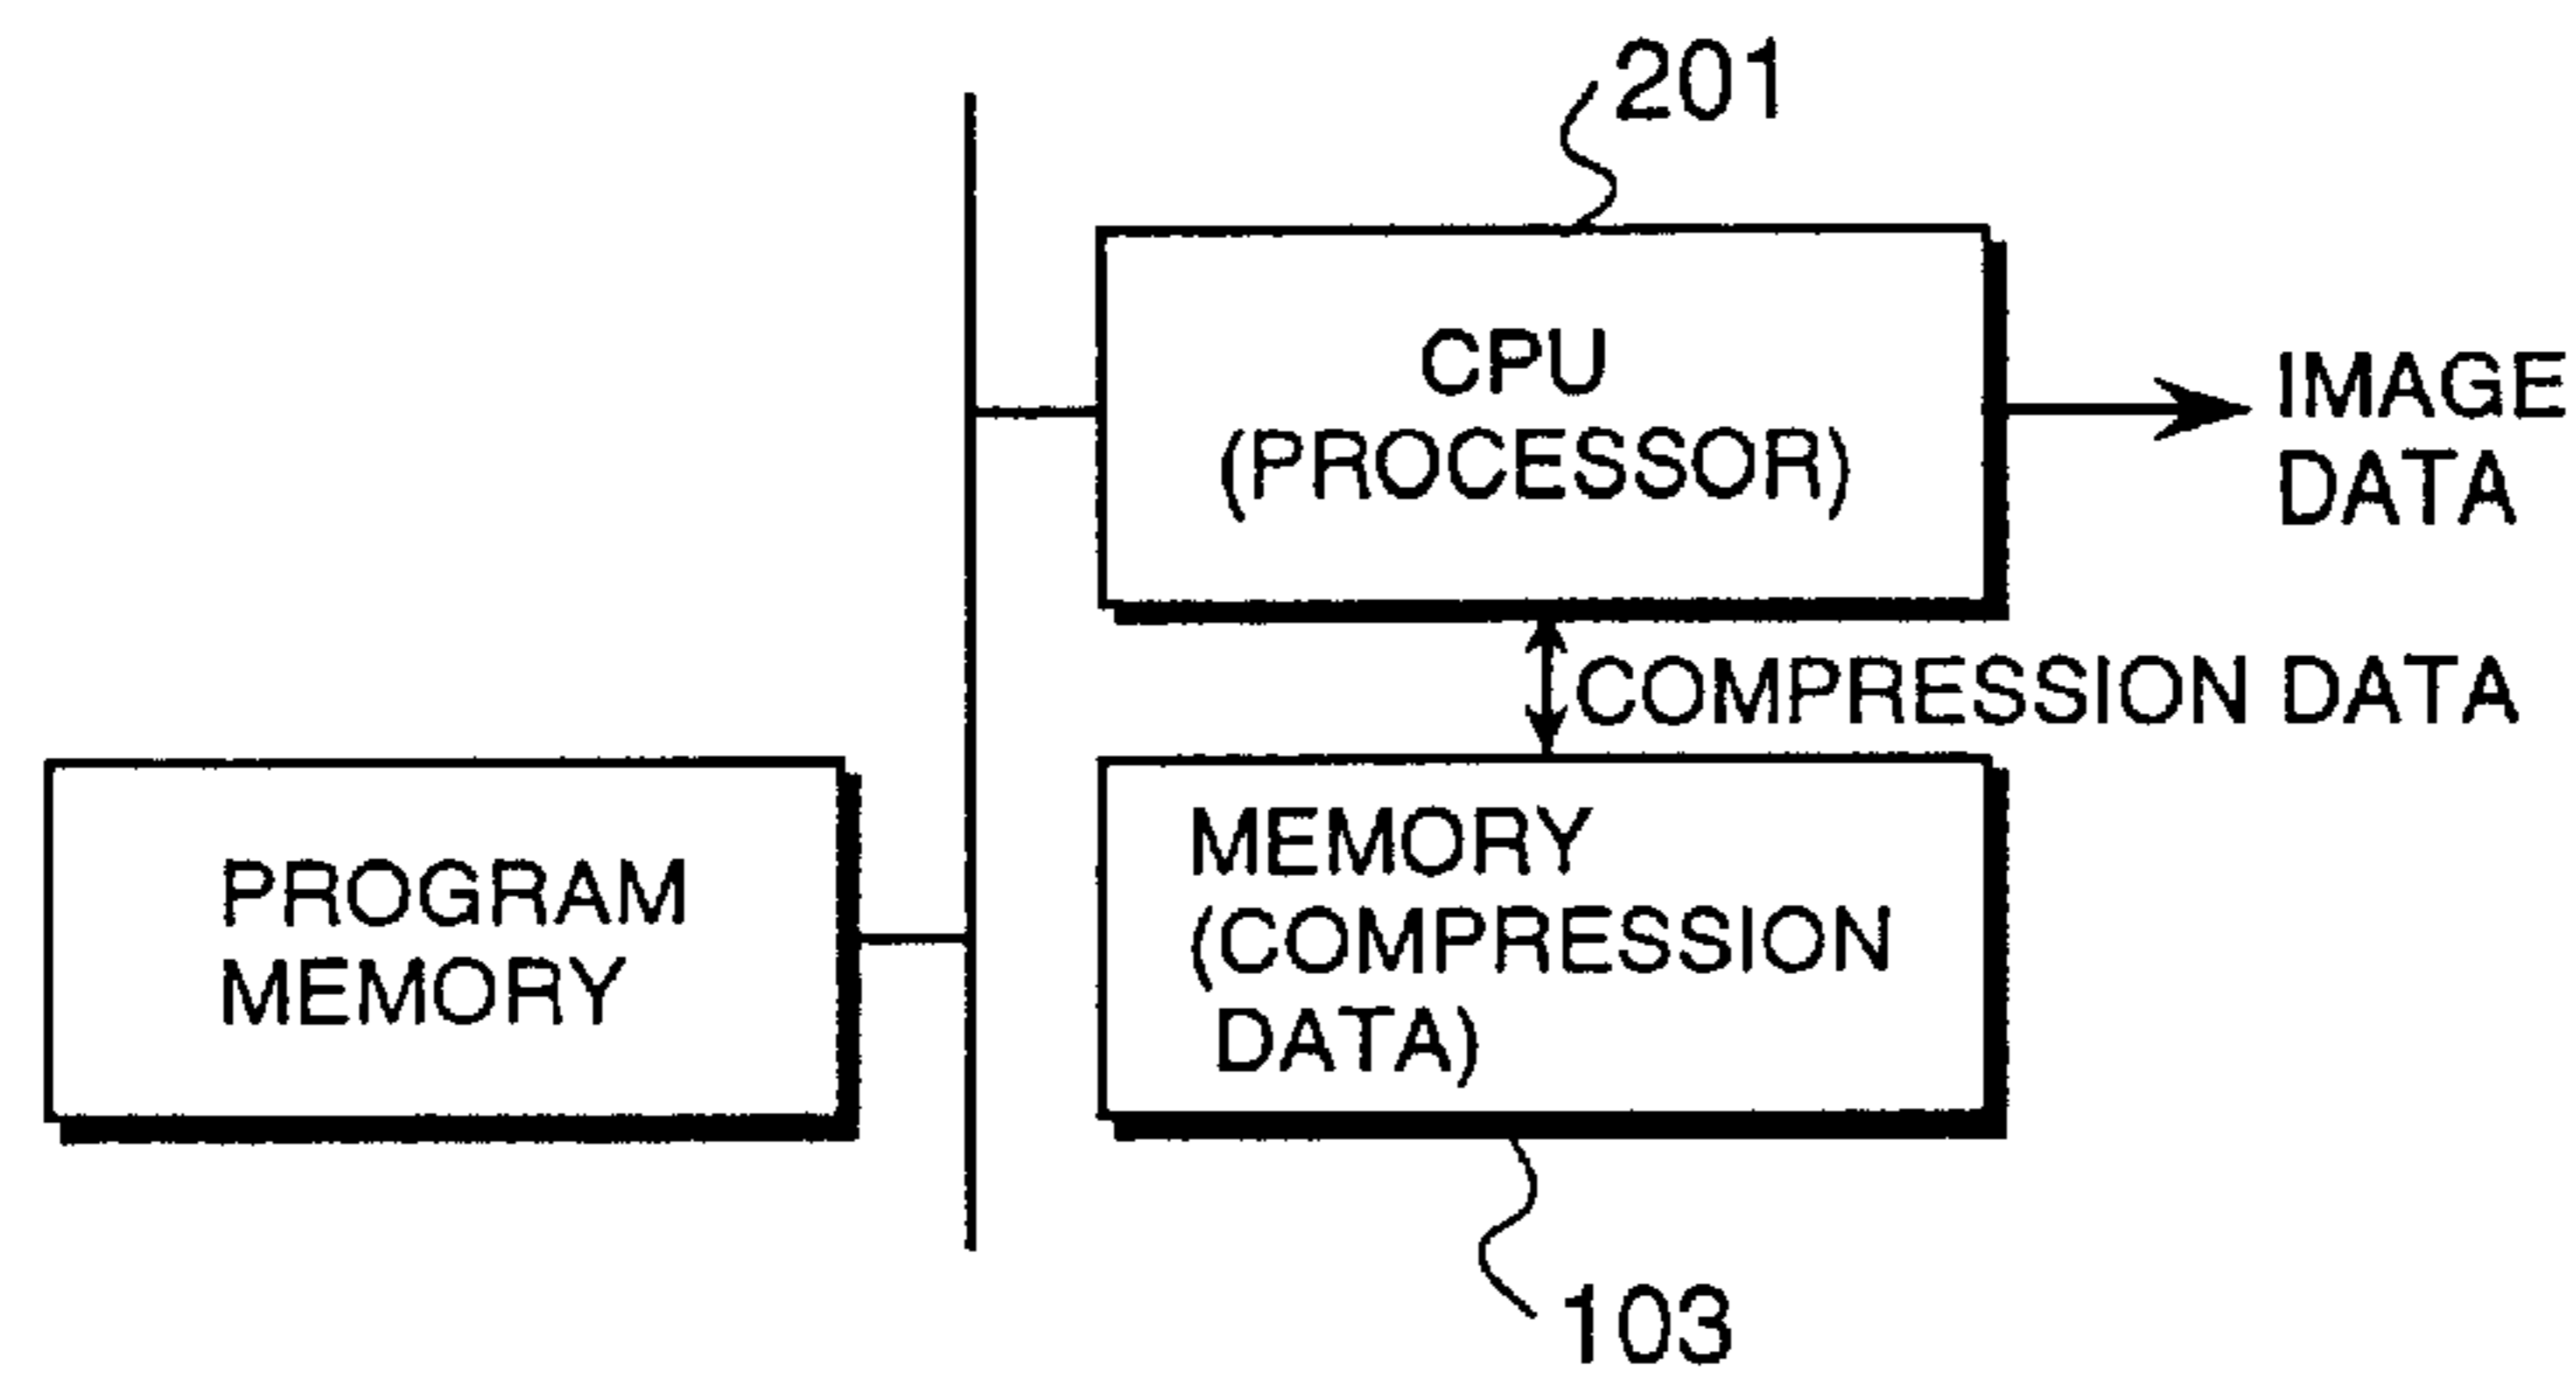 201
CPU
(PROCESSOR)
IMAGE
DATA
COMPRESSION DATA
PROGRAM
MEMORY
MEMORY
(COMPRESSION
DATA)
103